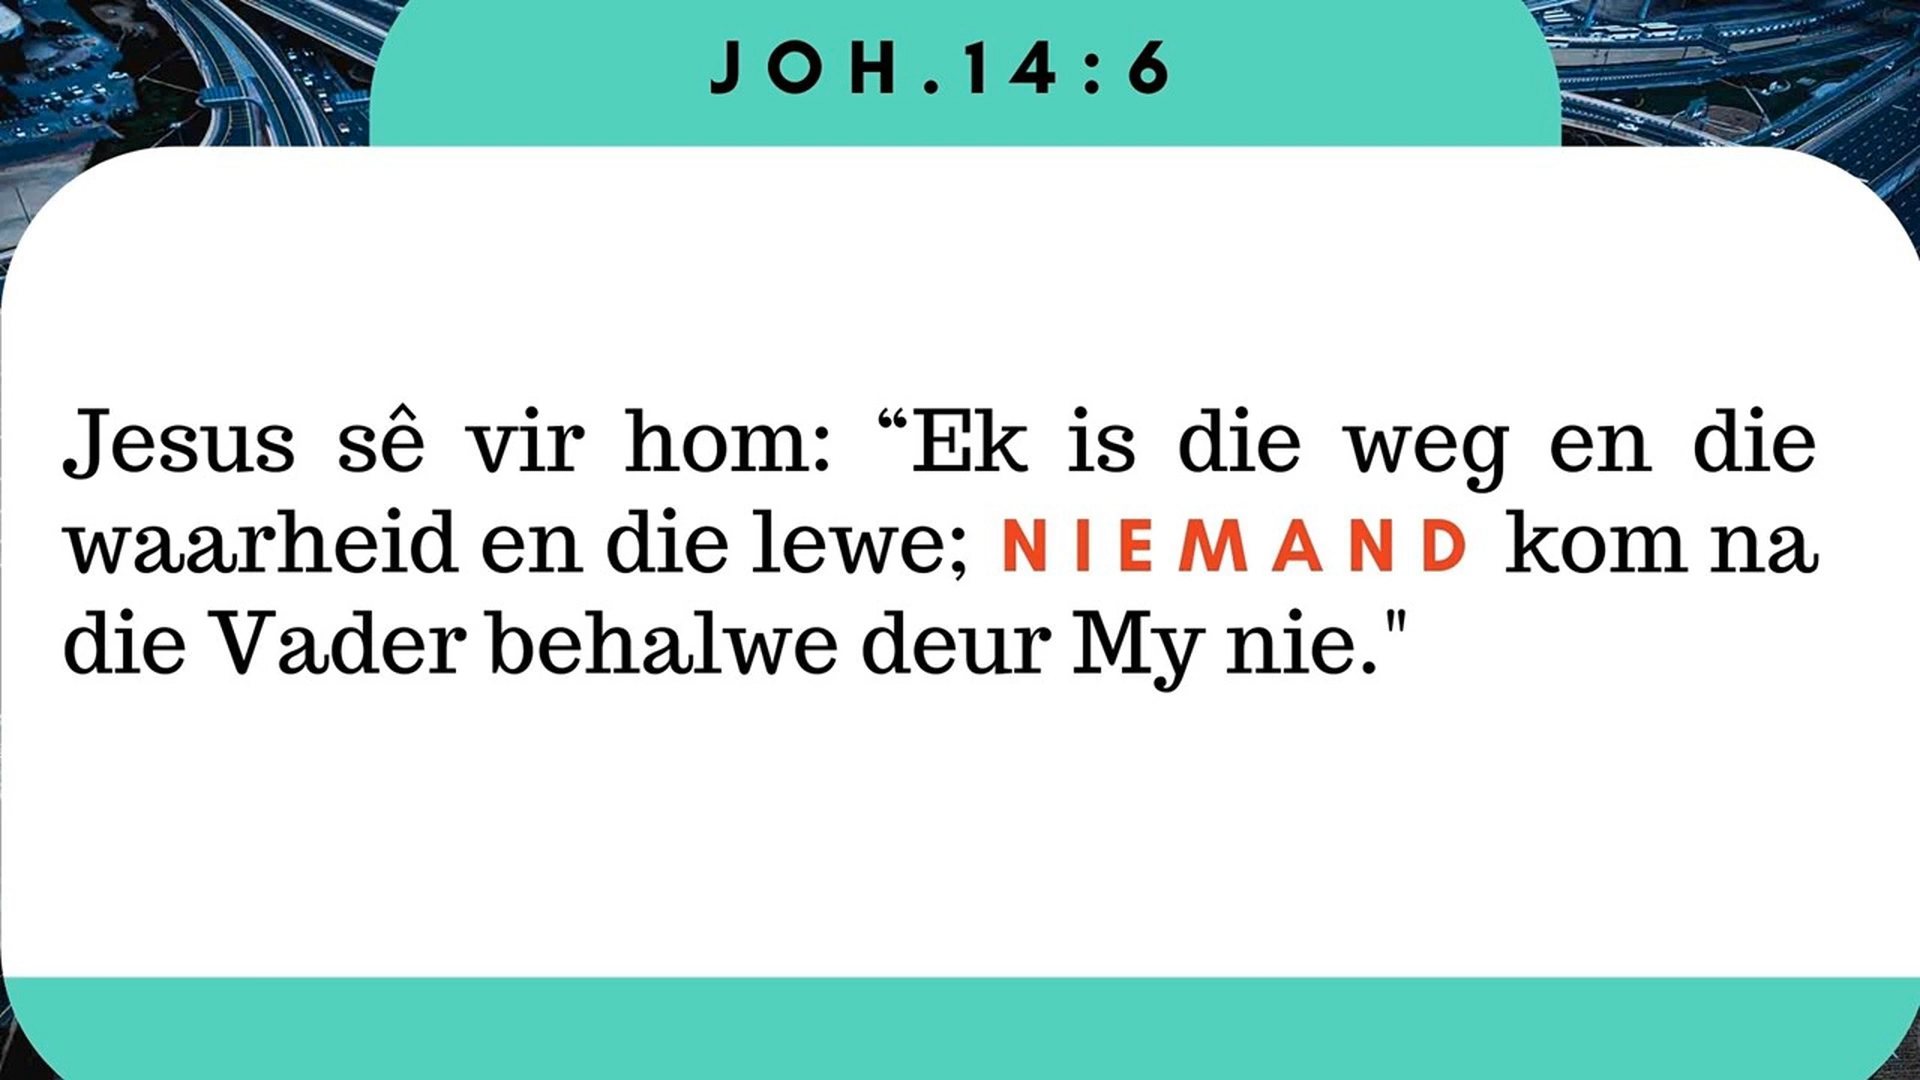 JOH.14:6
Jesus sê vir hom: “Ek is die weg en die
waarheid en die lewe; NIEMAND kom na
die Vader behalwe deur My nie."